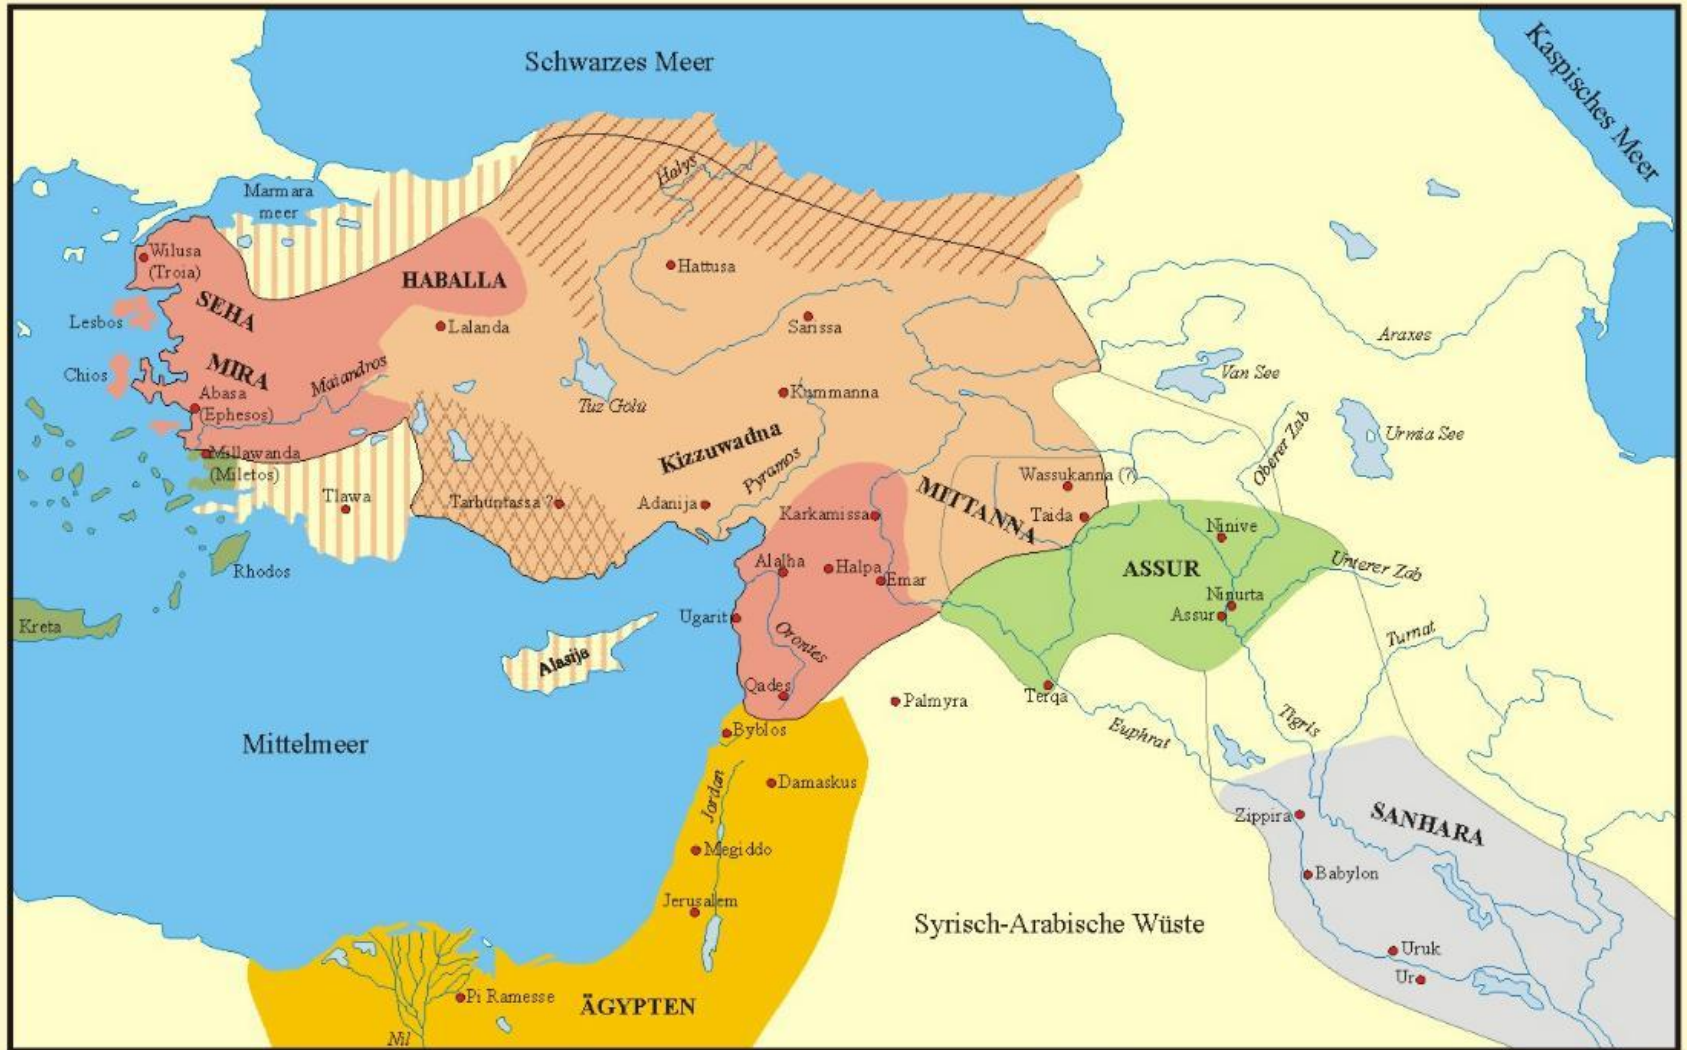 Schwarzes Meer
Kaspisches Meer
Marmara
meer
Halys
Wilusa
(Troia)
Hattusa
HABALLA
SEHA
Lesbos
Lalanda
Sarissa
Araxes
MIRA
Chios
Maiandros
Van See
Abasa
(Ephesos)
Tuz Gölü
Kummanna
Urmia See
Oberer Zab
Kizzuwadna
Millawanda
(Miletos)
Pyramos
Wassukanna (?)
MITTANNA
Tlawa
Tarhuntassa ?
Adanija
Karkamissa
Taida
Ninive
Rhodos
Alalha
Halpa
Emar
ASSUR
Unterer Zab
Ninurta
Assur
Kreta
Ugarit
Orontes
Turnat
Alasija
Qades
Terqa
Palmyra
Byblos
Euphrat
Tigris
Mittelmeer
Jordan
Damaskus
Zippira
SANHARA
Megiddo
Babylon
Jerusalem
Syrisch-Arabische Wüste
Uruk
Ur
Pi Ramesse
ÄGYPTEN
Nil